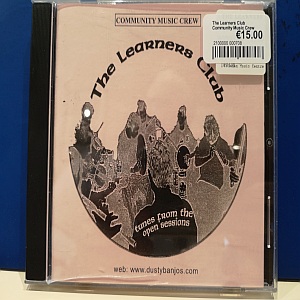 COMMUNITY MUSIC CREW
The Learners Club
tunes from the
open sessions
web: www.dustybanjos.com
The Learners Club
Community Music Crew
€15.00